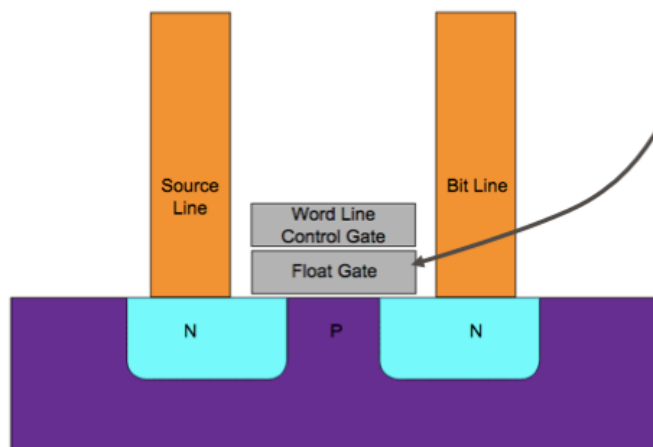 Source
Line
Bit Line
Word Line
Control Gate
Float Gate
N
P
N